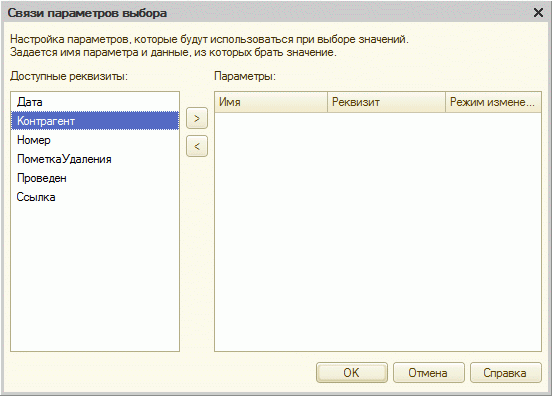 Связи параметров выбора
Настройка параметров, которые будут использоваться при выборе значений.
Задается имя параметра и данные, из которых брать значение.
Доступные реквизиты:
Параметры:
Дата
Контрагент
Номер
ПометкаУдаления
Проведен
Ссылка
>
<
Имя Реквизит Режим измене...
OK Отмена Справка